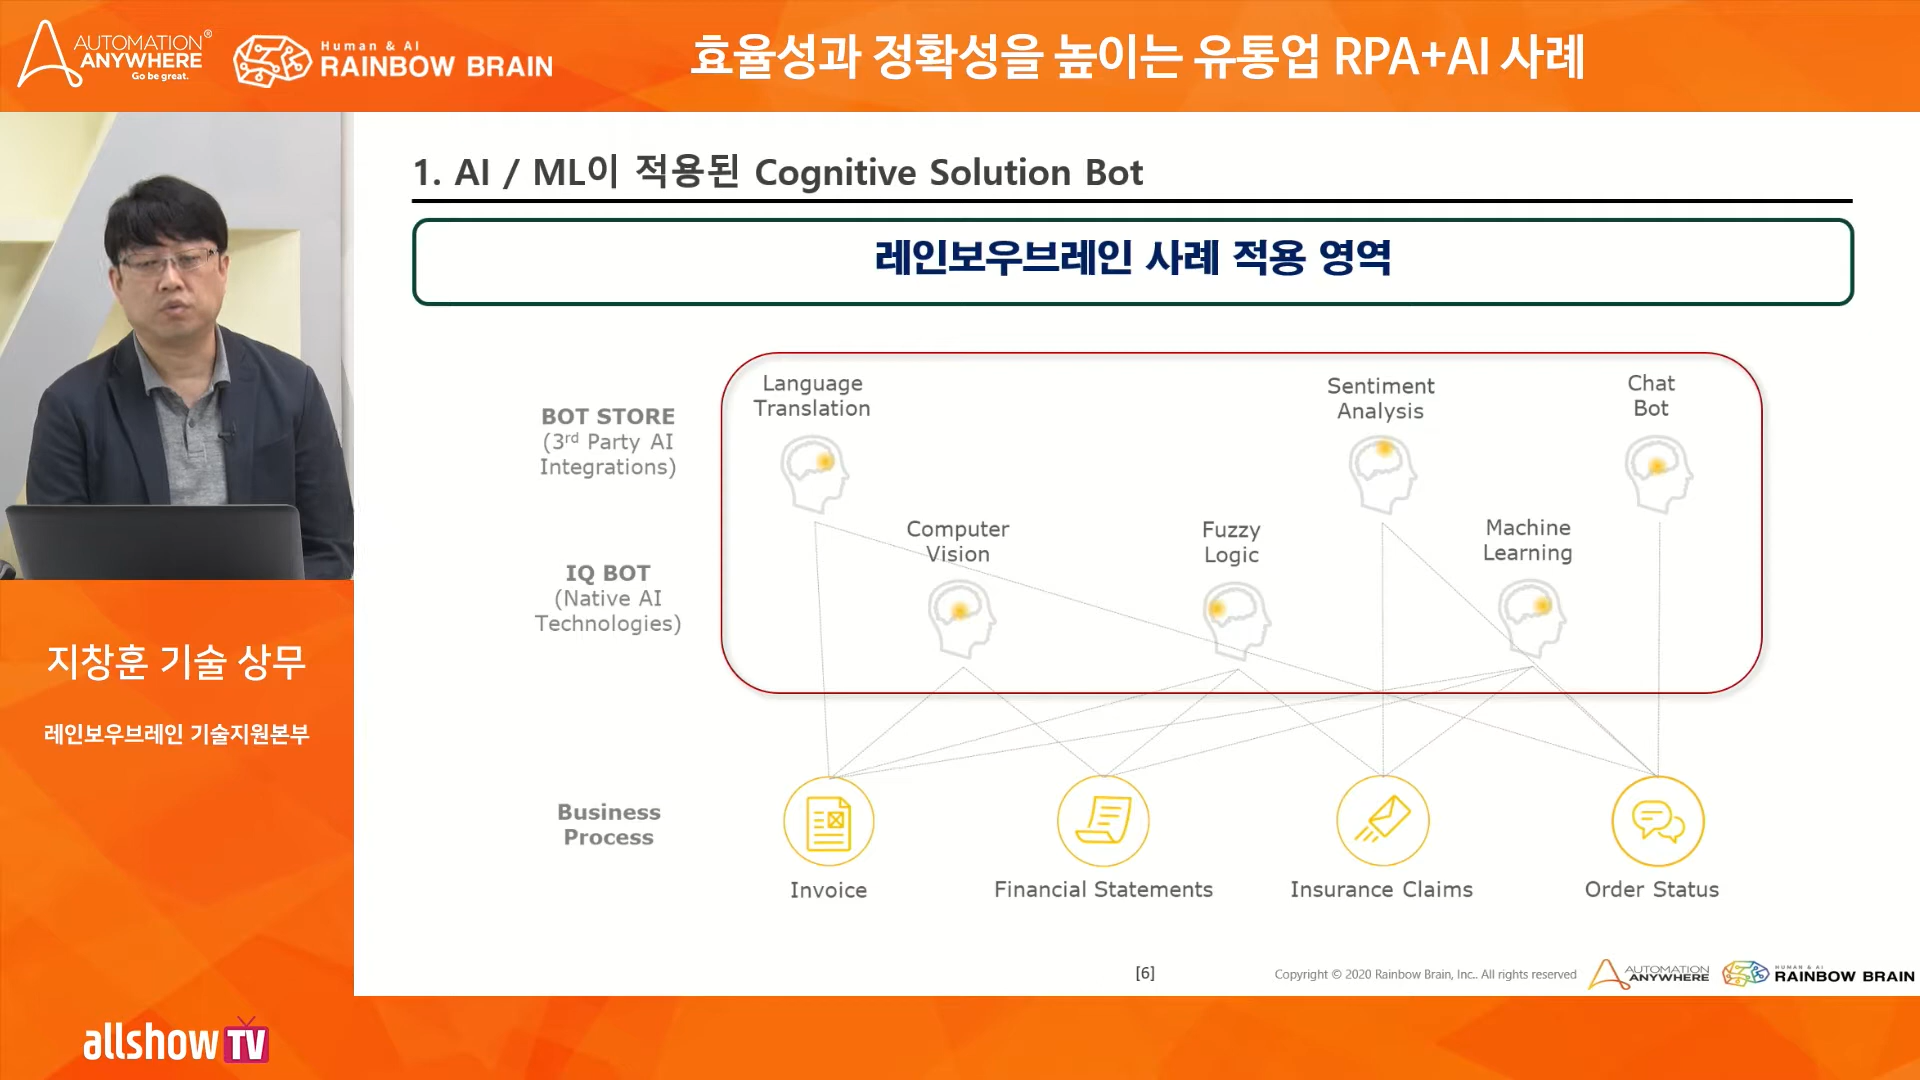 AUTOMATION
ANYWHERE®
Go be great.
Human & AI
RAINBOW BRAIN
효율성과 정확성을 높이는 유통업 RPA+AI 사례
1. AI / ML이 적용된 Cognitive Solution Bot
레인보우브레인 사례 적용 영역
BOT STORE
(3rd Party AI
Integrations)
Language
Translation
Sentiment
Analysis
Chat
Bot
IQ BOT
(Native AI
Technologies)
Computer
Vision
Fuzzy
Logic
Machine
Learning
Business
Process
Invoice
Financial Statements
Insurance Claims
Order Status
지창훈 기술 상무
레인보우브레인 기술지원본부
[6]
Copyright © 2020 Rainbow Brain, Inc.. All rights reserved
AUTOMATION
ANYWHERE
HUMAN & AI
RAINBOW BRAIN
allshow TV